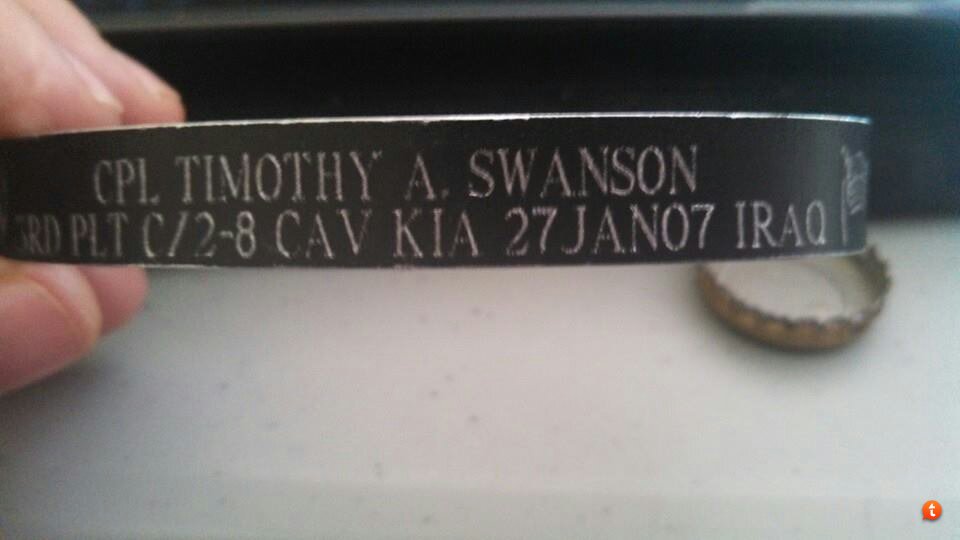 CPL TIMOTHY A. SWANSON
3RD PLT C/2-8 CAV KIA 27JAN07 IRAQ
t